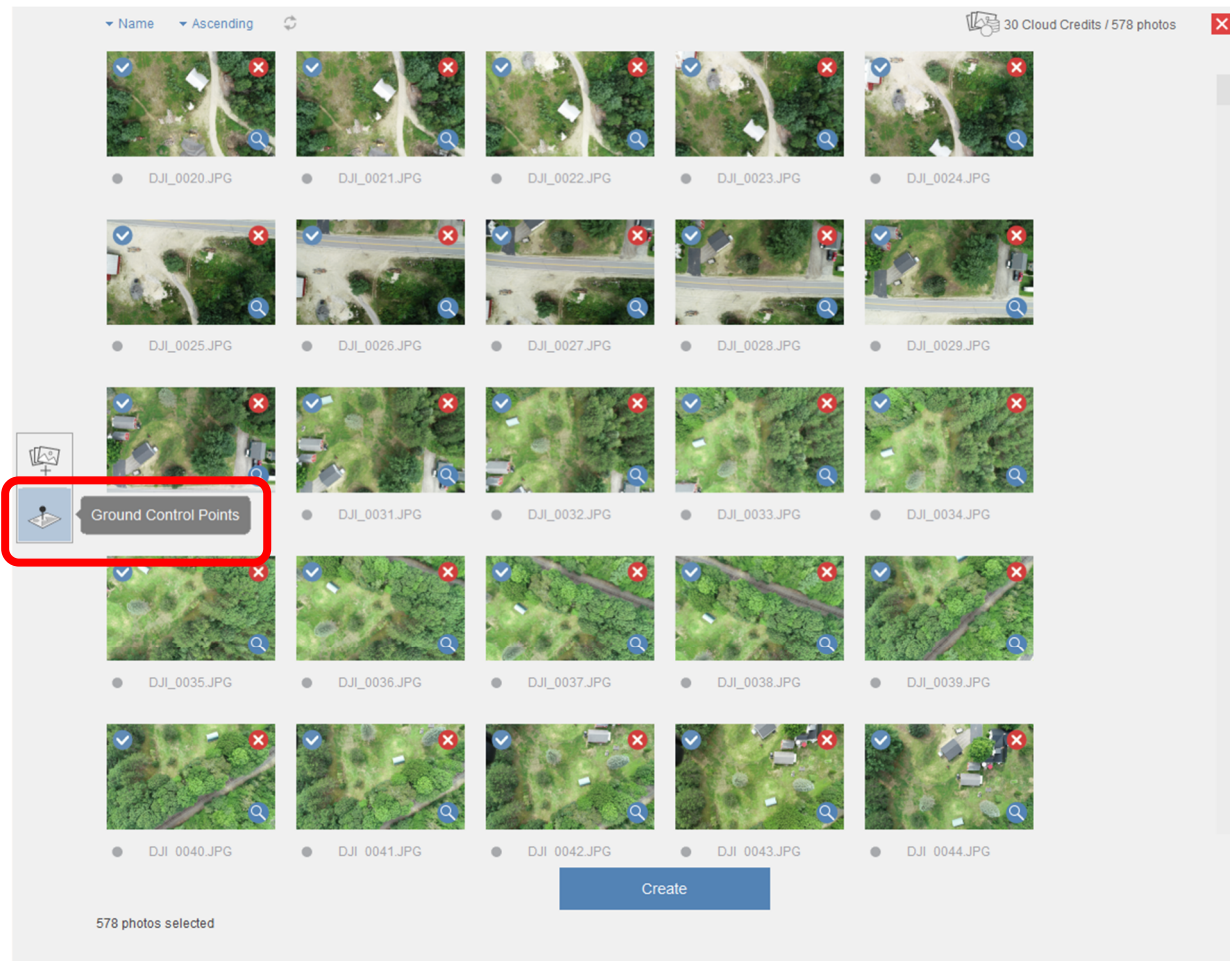 Name Ascending 30 Cloud Credits / 578 photos
DJI_0020.JPG DJI_0021.JPG DJI_0022.JPG DJI_0023.JPG DJI_0024.JPG
DJI_0025.JPG DJI_0026.JPG DJI_0027.JPG DJI_0028.JPG DJI_0029.JPG
Ground Control Points DJI_0031.JPG DJI_0032.JPG DJI_0033.JPG DJI_0034.JPG
DJI_0035.JPG DJI_0036.JPG DJI_0037.JPG DJI_0038.JPG DJI_0039.JPG
DJI_0040.JPG DJI_0041.JPG DJI_0042.JPG DJI_0043.JPG DJI_0044.JPG
Create
578 photos selected